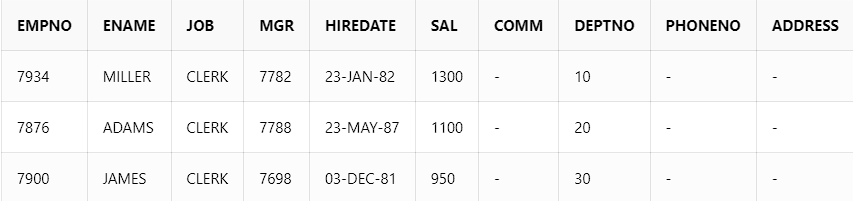 EMPNO ENAME JOB MGR HIREDATE SAL COMM DEPTNO PHONENO ADDRESS
7934 MILLER CLERK 7782 23-JAN-82 1300 - 10 - -
7876 ADAMS CLERK 7788 23-MAY-87 1100 - 20 - -
7900 JAMES CLERK 7698 03-DEC-81 950 - 30 - -